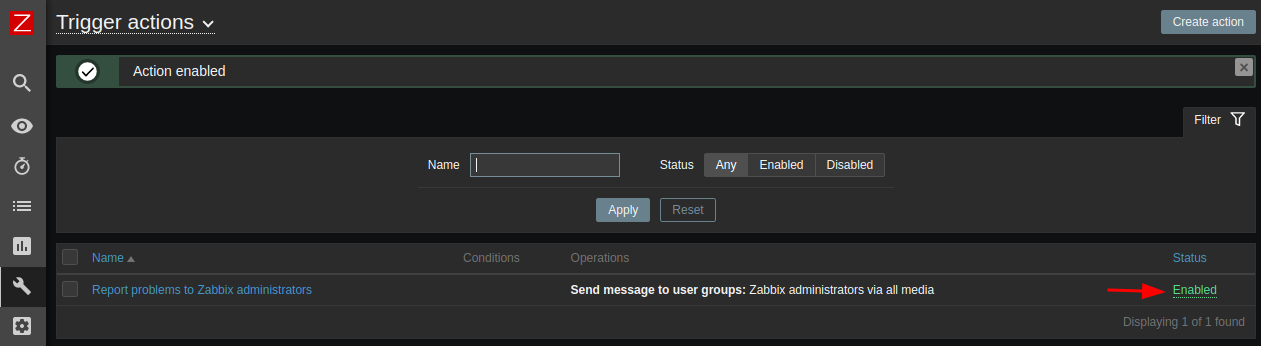 Z
Trigger actions
Create action
Action enabled
Filter
Name
Status Any Enabled Disabled
Apply Reset
Name Conditions Operations Status
Report problems to Zabbix administrators Send message to user groups: Zabbix administrators via all media Enabled
Displaying 1 of 1 found